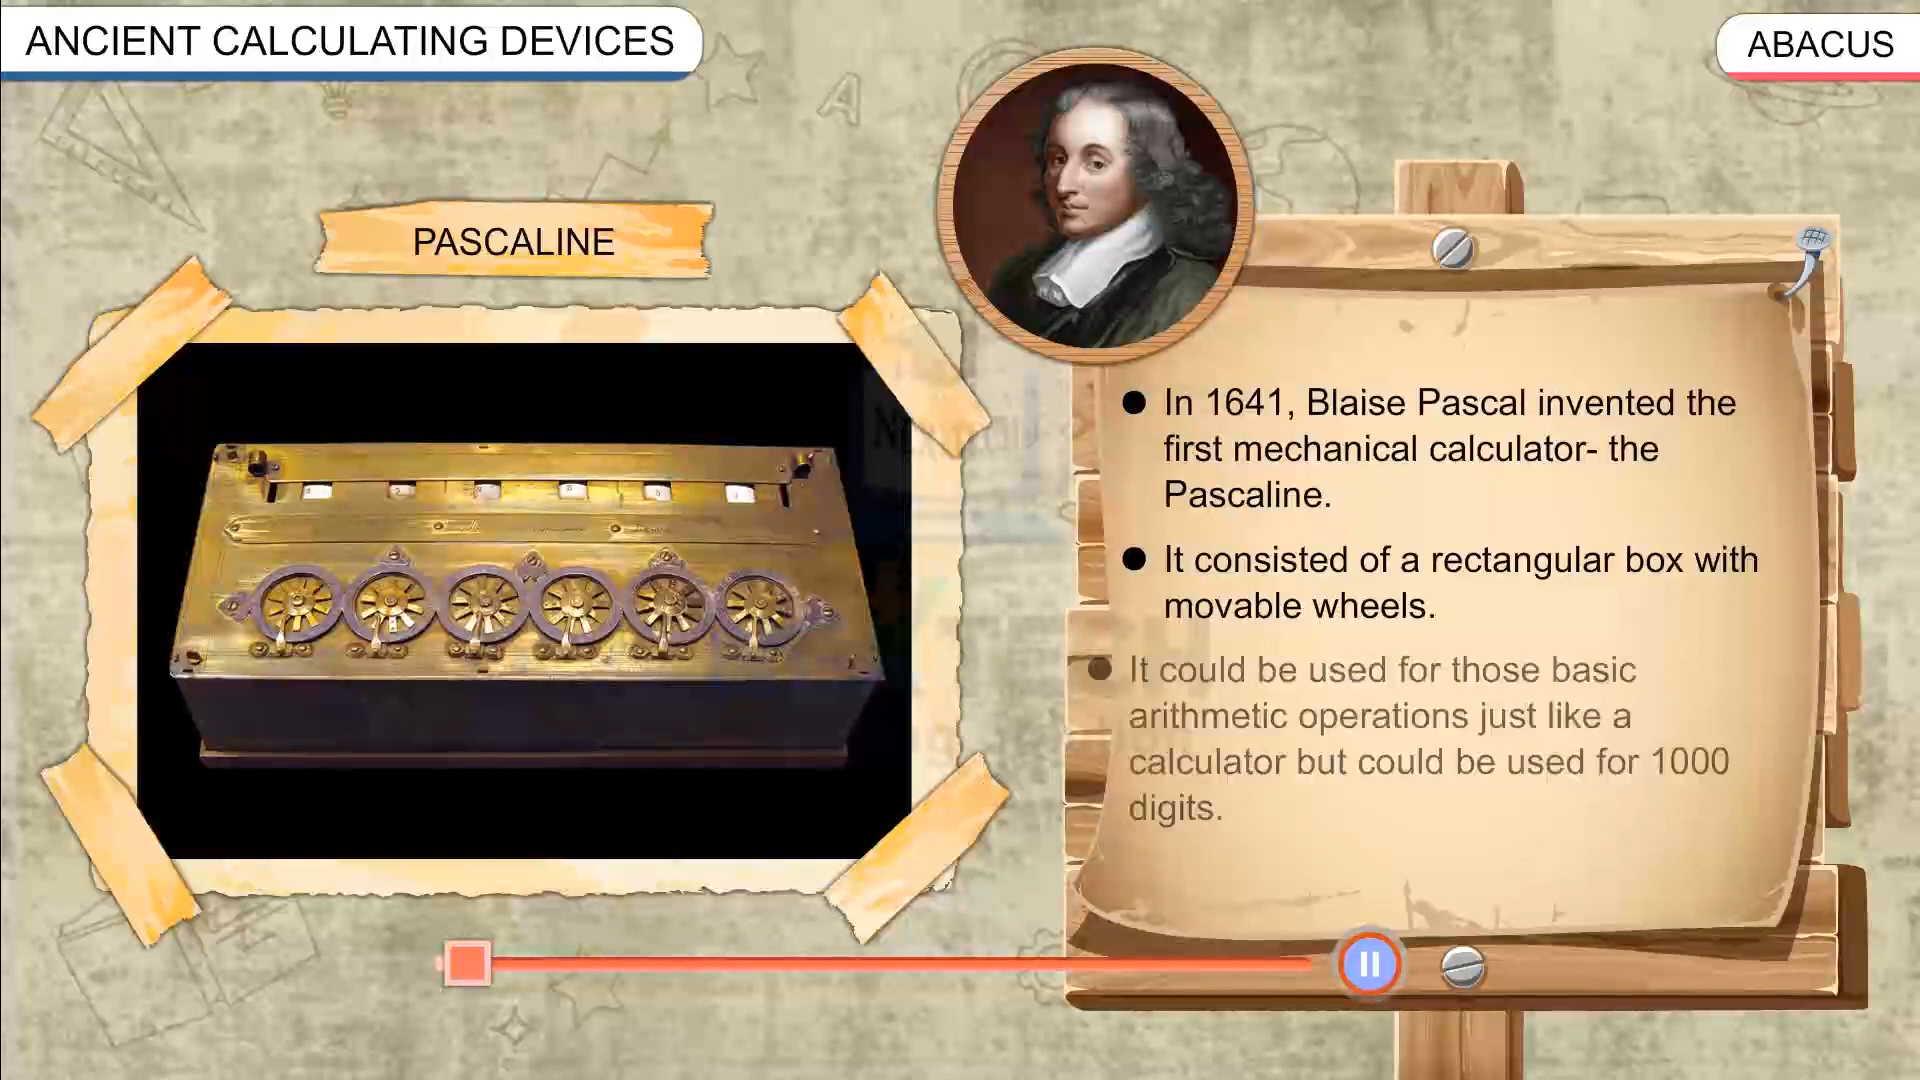 ANCIENT CALCULATING DEVICES
ABACUS
PASCALINE
● In 1641, Blaise Pascal invented the
first mechanical calculator- the
Pascaline.
● It consisted of a rectangular box with
movable wheels.
● It could be used for those basic
arithmetic operations just like a
calculator but could be used for 1000
digits.